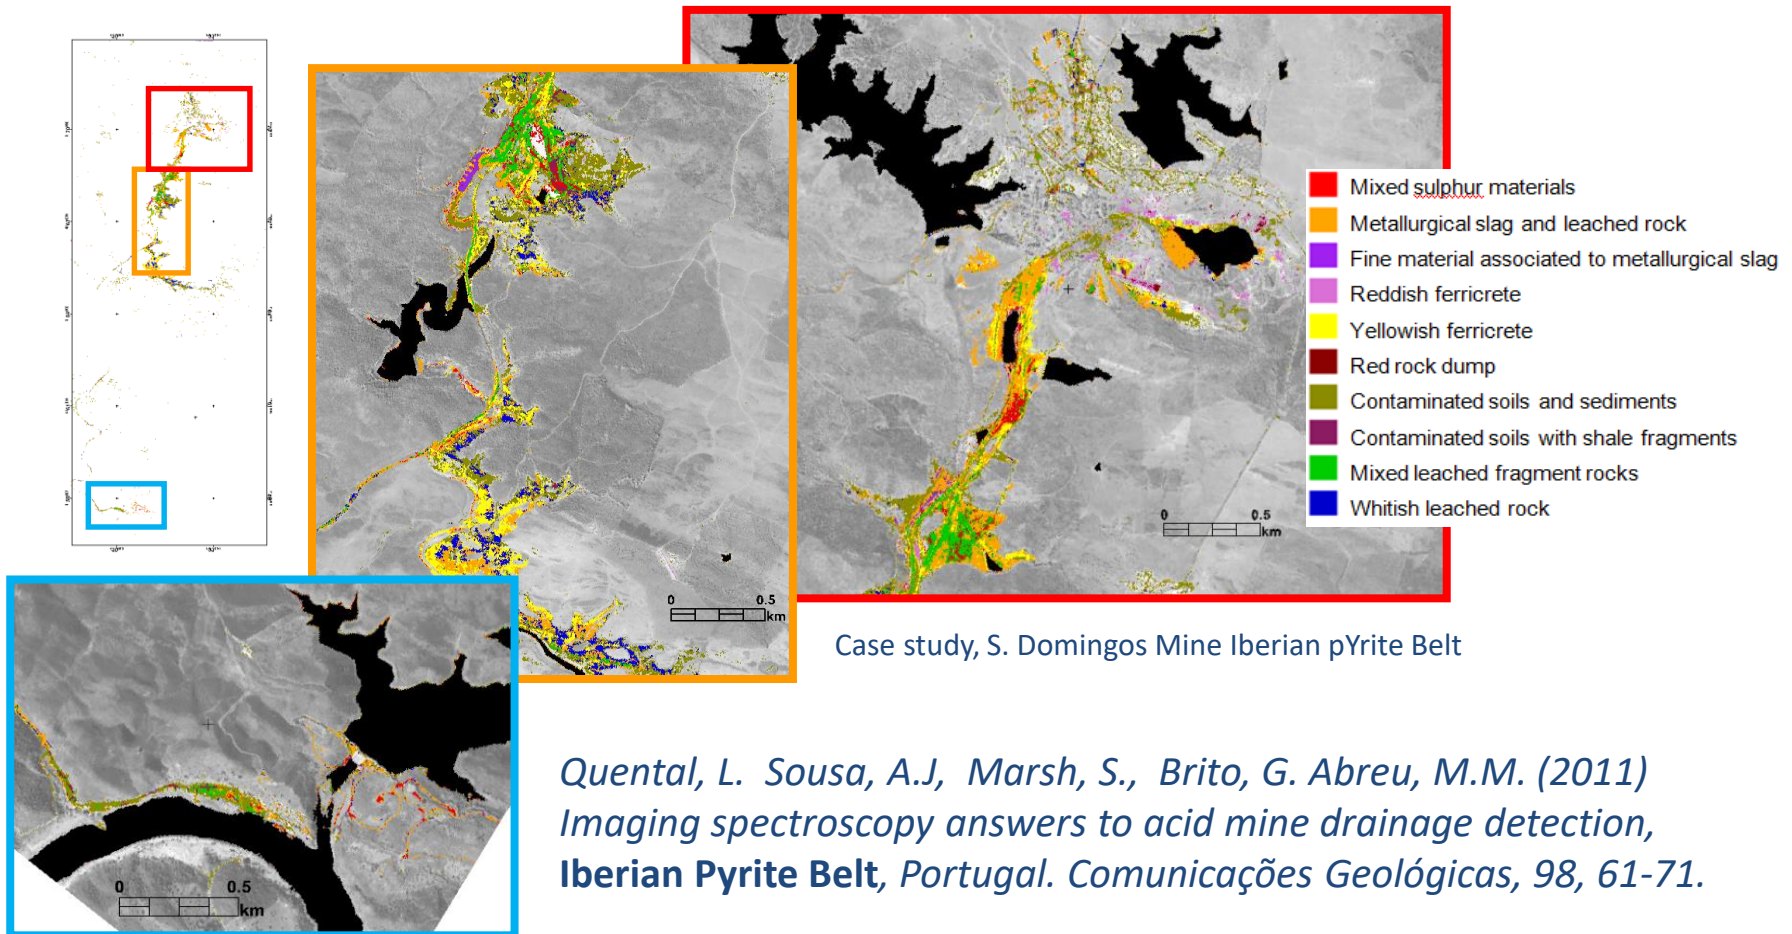 Mixed sulphur materials
Metallurgical slag and leached rock
Fine material associated to metallurgical slag
Reddish ferricrete
Yellowish ferricrete
Red rock dump
Contaminated soils and sediments
Contaminated soils with shale fragments
Mixed leached fragment rocks
Whitish leached rock
0 0.5
km
0 0.5
km
Case study, S. Domingos Mine Iberian pYrite Belt
Quental, L. Sousa, A.J, Marsh, S., Brito, G. Abreu, M.M. (2011)
Imaging spectroscopy answers to acid mine drainage detection,
Iberian Pyrite Belt, Portugal. Comunicações Geológicas, 98, 61-71.
0 0.5
km